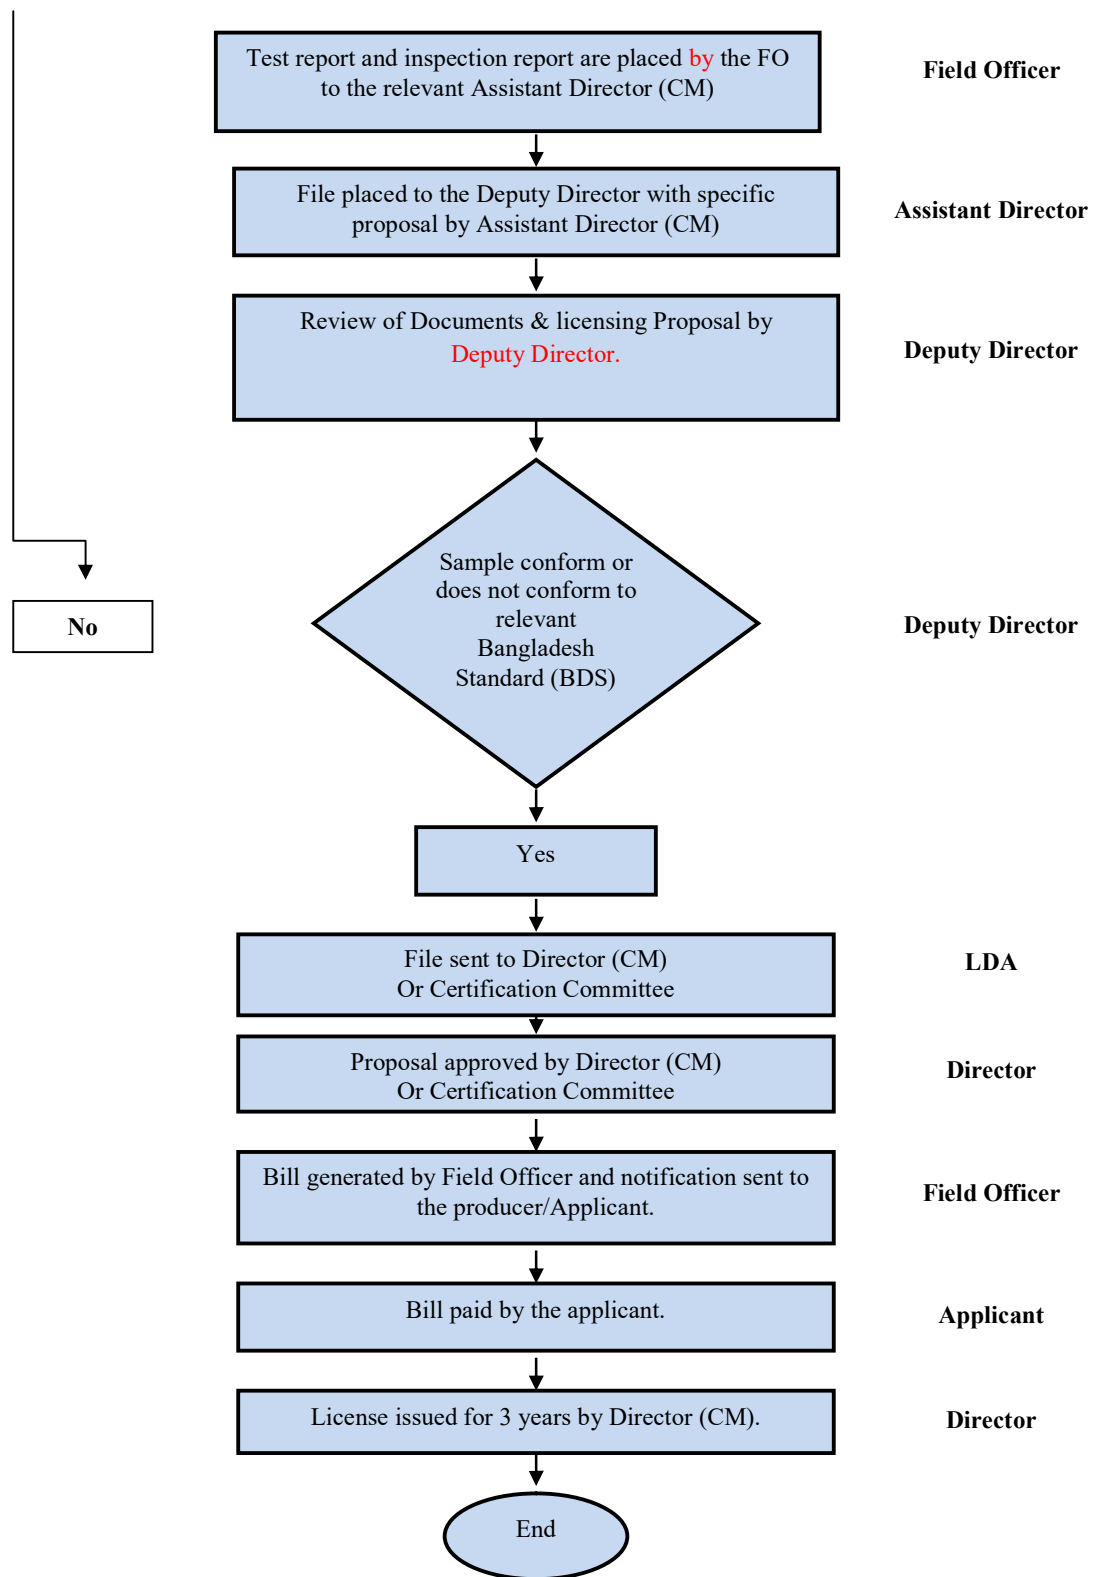 Test report and inspection report are placed by the FO
to the relevant Assistant Director (CM)
Field Officer
File placed to the Deputy Director with specific
proposal by Assistant Director (CM)
Assistant Director
Review of Documents & licensing Proposal by
Deputy Director.
Deputy Director
Sample conform or
does not conform to
relevant
Bangladesh
Standard (BDS)
No
Deputy Director
Yes
File sent to Director (CM)
Or Certification Committee
LDA
Proposal approved by Director (CM)
Or Certification Committee
Director
Bill generated by Field Officer and notification sent to
the producer/Applicant.
Field Officer
Bill paid by the applicant.
Applicant
License issued for 3 years by Director (CM).
Director
End